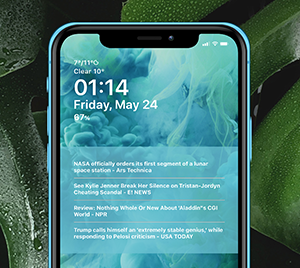 7°/11°
Clear 10°
01:14
Friday, May 24
67%
NASA officially orders its first segment of a lunar
space station - Ars Technica
See Kylie Jenner Break Her Silence on Tristan-Jordyn
Cheating Scandal - E! NEWS
Review: Nothing Whole Or New About 'Aladdin''s CGI
World - NPR
Trump calls himself an 'extremely stable genius,' while
responding to Pelosi criticism - USA TODAY